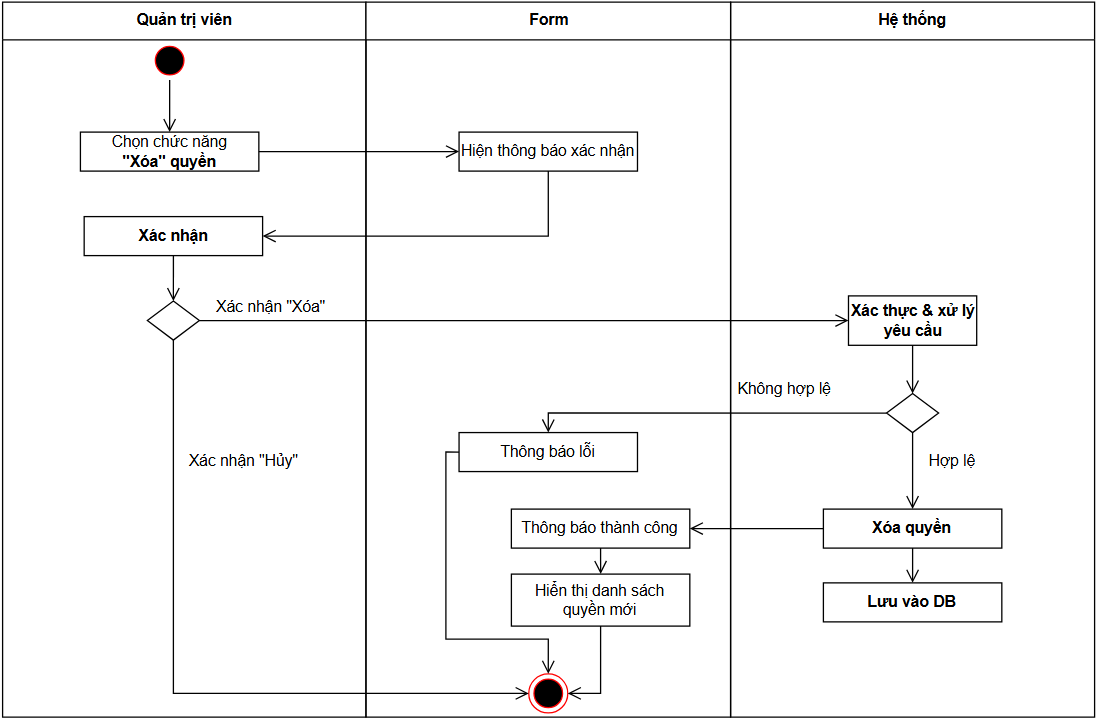 Quản trị viên
Form
Hệ thống
Chọn chức năng
"Xóa" quyền
Hiện thông báo xác nhận
Xác nhận
Xác nhận "Xóa"
Xác thực & xử lý
yêu cầu
Không hợp lệ
Thông báo lỗi
Xác nhận "Hủy"
Hợp lệ
Thông báo thành công
Xóa quyền
Hiển thị danh sách
quyền mới
Lưu vào DB